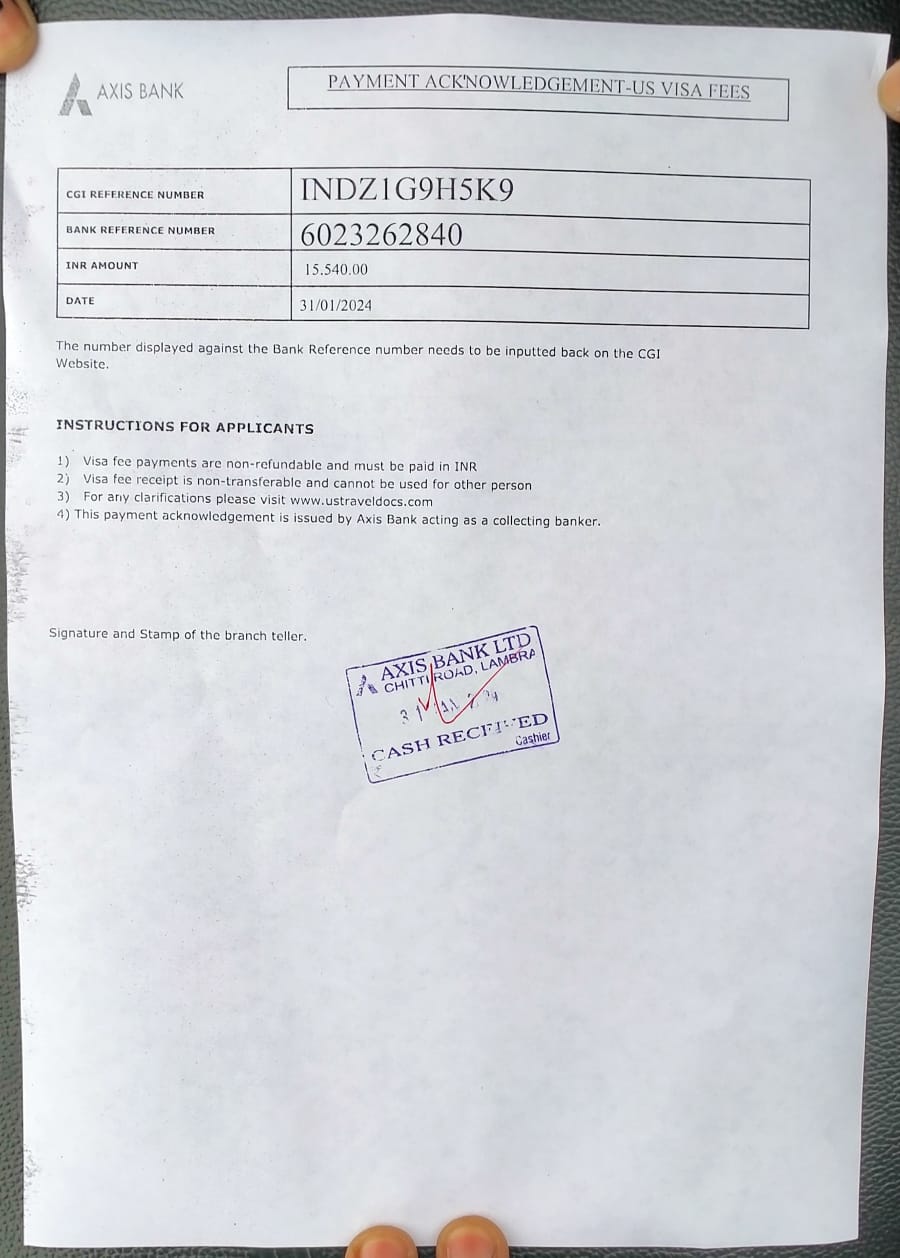 AXIS BANK
PAYMENT ACKNOWLEDGEMENT-US VISA FEES
CGI REFERENCE NUMBER INDZ1G9H5K9
BANK REFERENCE NUMBER 6023262840
INR AMOUNT 15.540.00
DATE 31/01/2024
The number displayed against the Bank Reference number needs to be inputted back on the CGI
Website.
INSTRUCTIONS FOR APPLICANTS
1) Visa fee payments are non-refundable and must be paid in INR
2) Visa fee receipt is non-transferable and cannot be used for other person
3) For any clarifications please visit www.ustraveldocs.com
4) This payment acknowledgement is issued by Axis Bank acting as a collecting banker.
Signature and Stamp of the branch teller.
AXIS BANK LTD
CHITTI ROAD, LAMBRA
CASH RECEIVED
Cashier